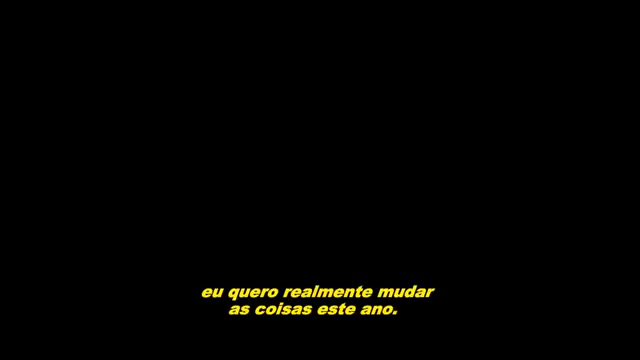 eu quero realmente mudar
as coisas este ano.